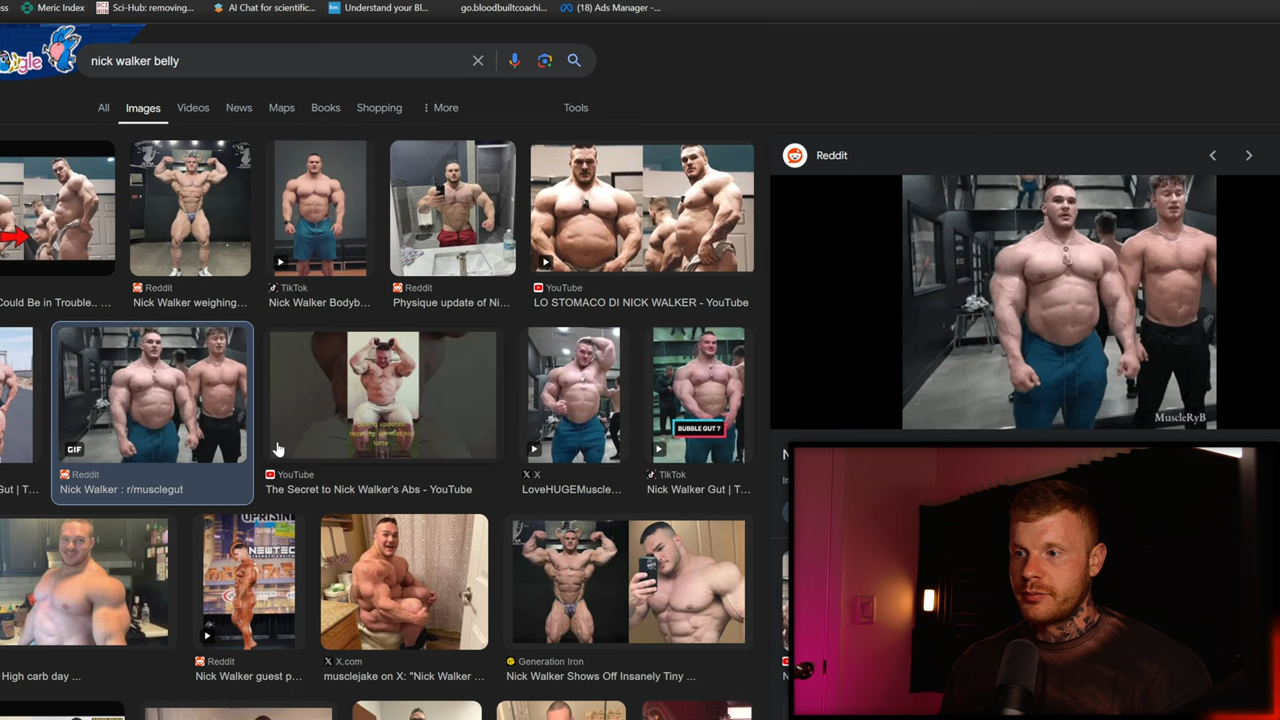 ss
Meric Index
Sci-Hub: removing...
AI Chat for scientific...
Understand your Bl...
go.bloodbuiltcoachi...
(18) Ads Manager -...
gle
nick walker belly
All
Images
Videos
News
Maps
Books
Shopping
More
Tools
Reddit
Could Be in Trouble.. ...
Reddit
Nick Walker weighing...
TikTok
Nick Walker Bodyb...
Reddit
Physique update of Ni...
YouTube
LO STOMACO DI NICK WALKER - YouTube
MuscleRyB
Gut | T...
GIF
Reddit
Nick Walker : r/musclegut
latte
YouTube
The Secret to Nick Walker's Abs - YouTube
X
LoveHUGEMuscle...
BUBBLE GUT ?
TikTok
Nick Walker Gut | T...
High carb day ...
UPRISING
NEWTECH
Reddit
Nick Walker guest p...
X.com
musclejake on X: "Nick Walker ...
Generation Iron
Nick Walker Shows Off Insanely Tiny ...